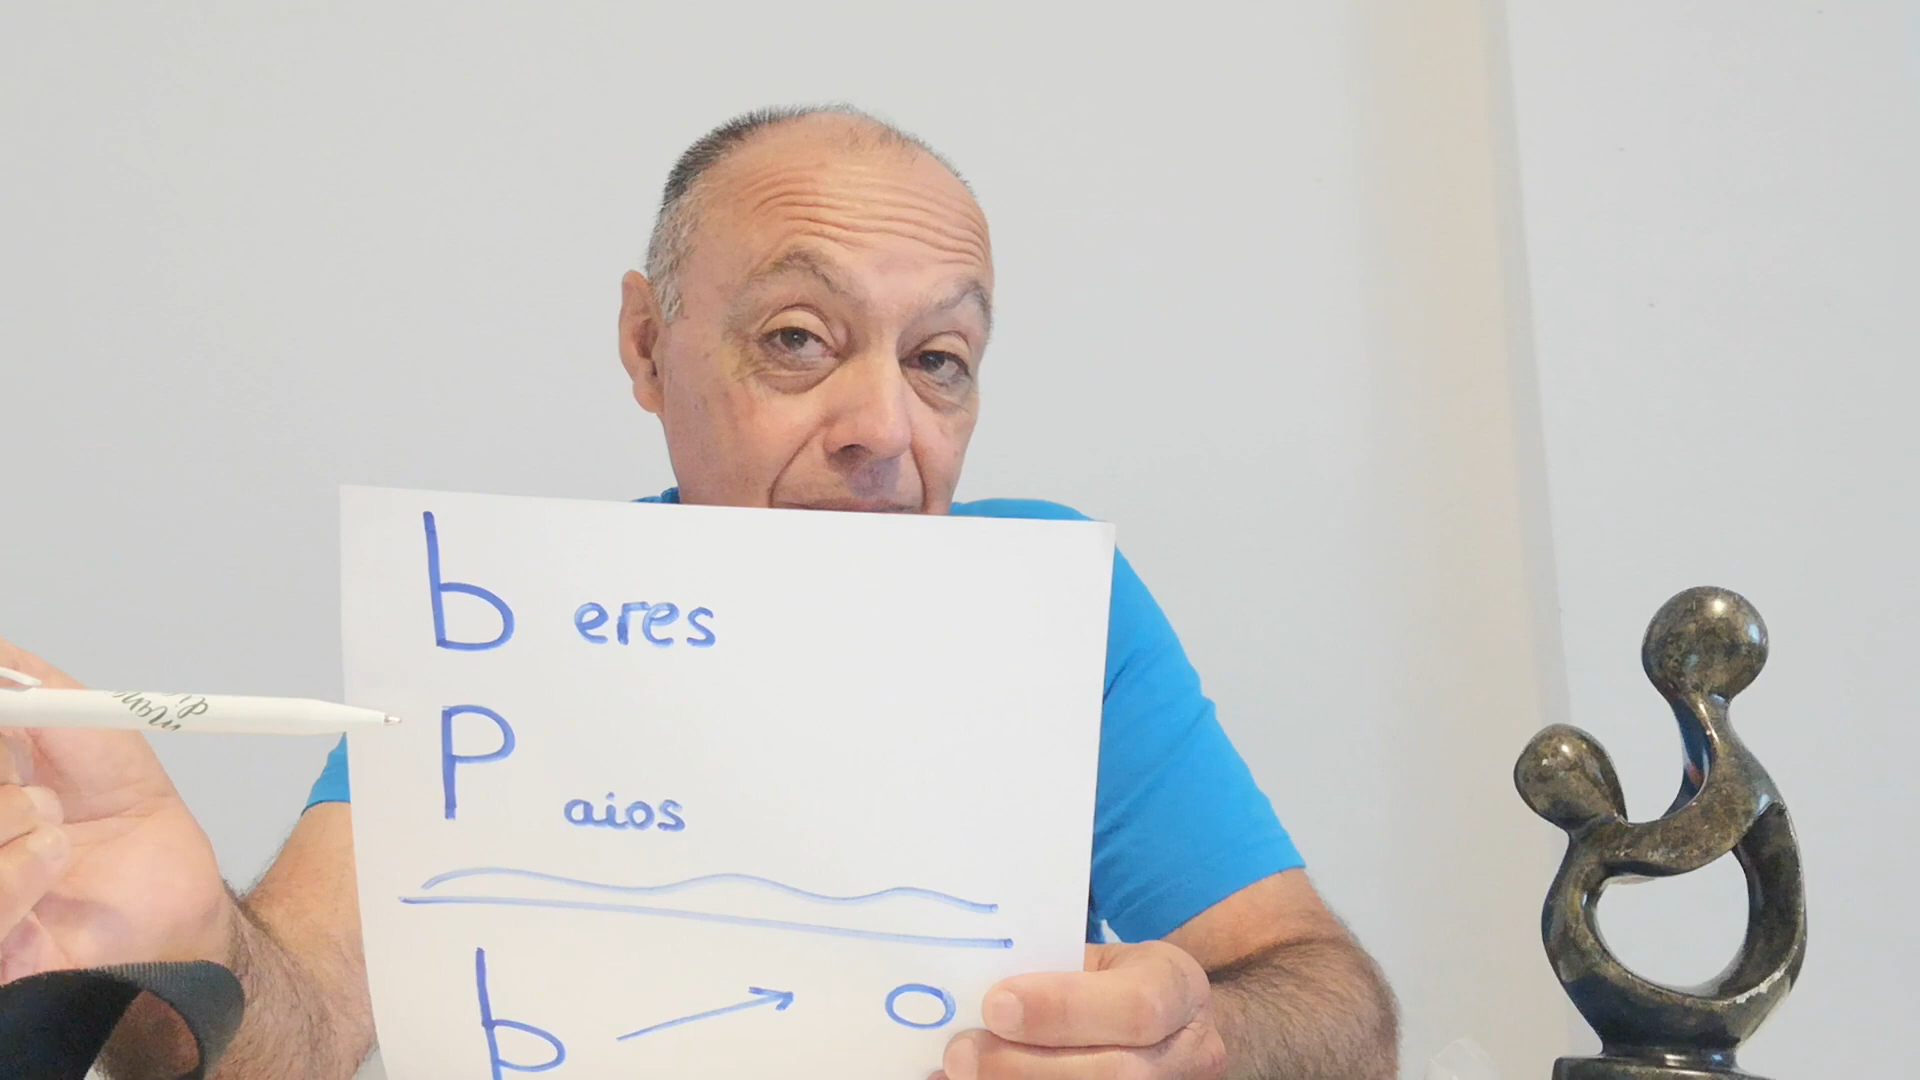 b eres
p aios
b → o